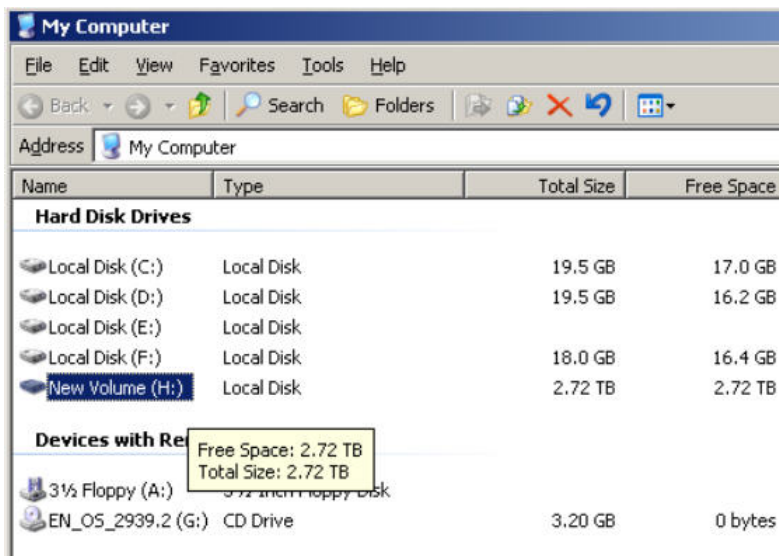 My Computer
File Edit View Favorites Tools Help
Back Search Folders
Address My Computer
Name Type Total Size Free Space
Hard Disk Drives
Local Disk (C:) Local Disk 19.5 GB 17.0 GB
Local Disk (D:) Local Disk 19.5 GB 16.2 GB
Local Disk (E:) Local Disk
Local Disk (F:) Local Disk 18.0 GB 16.4 GB
New Volume (H:) Local Disk 2.72 TB 2.72 TB
Devices with
Free Space: 2.72 TB
Total Size: 2.72 TB
3½ Floppy (A:) Disk
EN_OS_2939.2 (G:) CD Drive 3.20 GB 0 bytes